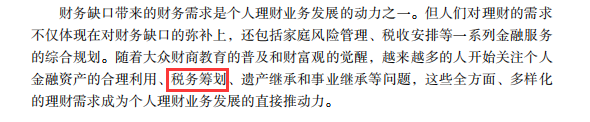 财务缺口带来的财务需求是个人理财业务发展的动力之一。但人们对理财的需求
不仅体现在对财务缺口的弥补上，还包括家庭风险管理、税收安排等一系列金融服务
的综合规划。随着大众财商教育的普及和财富观的觉醒，越来越多的人开始关注个人
金融资产的合理利用、税务筹划、遗产继承和事业继承等问题，这些全方面、多样化
的理财需求成为个人理财业务发展的直接推动力。